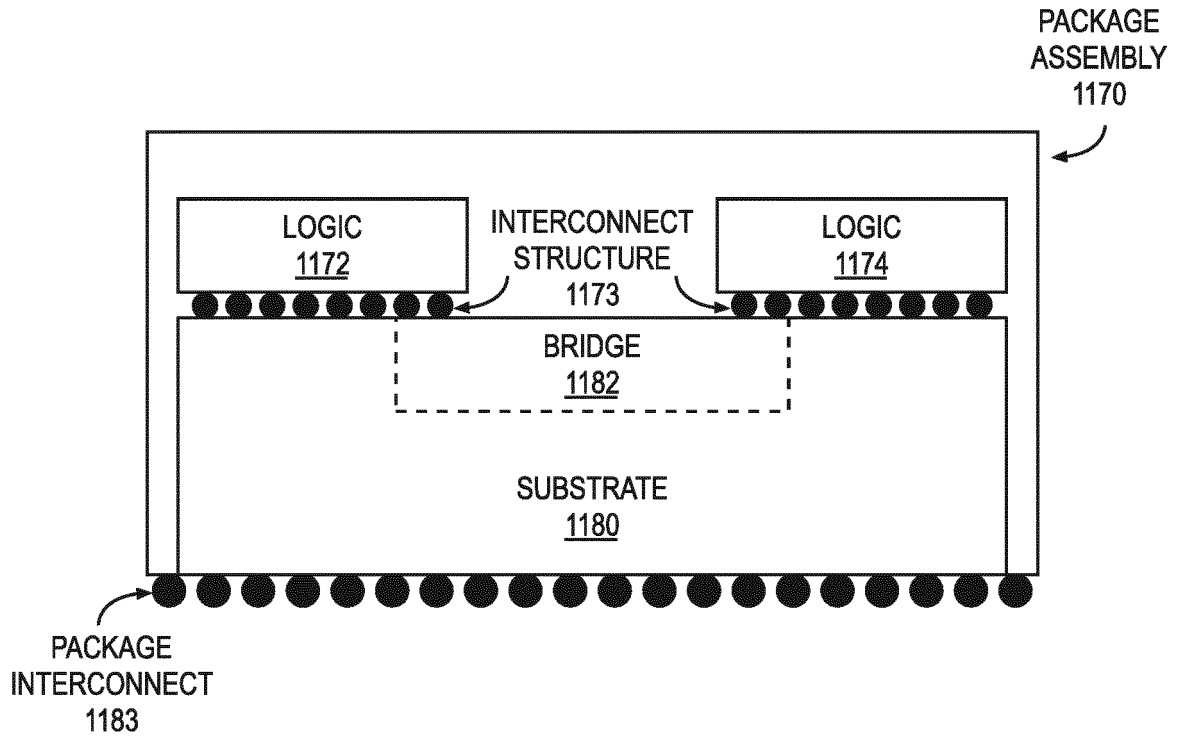 PACKAGE
ASSEMBLY
1170
LOGIC
1172
INTERCONNECT
STRUCTURE
1173
LOGIC
1174
BRIDGE
1182
SUBSTRATE
1180
PACKAGE
INTERCONNECT
1183